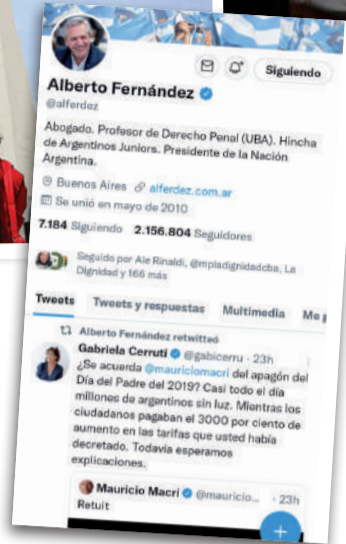 Siguiendo
Alberto Fernández
@alferdez
Abogado. Profesor de Derecho Penal (UBA). Hincha
de Argentinos Juniors. Presidente de la Nación
Argentina.
Buenos Aires alferdez.com.ar
Se unió en mayo de 2010
7.184 Siguiendo 2.156.804 Seguidores
Seguido por Ale Rinaldi, @mpladignidadcba, La
Dignidad y 166 más
Tweets Tweets y respuestas Multimedia Me
Alberto Fernández retwitteó
Gabriela Cerruti @gabicerru · 23h
¿Se acuerda @mauriciomacri del apagón del
Día del Padre del 2019? Casi todo el día
millones de argentinos sin luz. Mientras los
ciudadanos pagaban el 3000 por ciento de
aumento en las tarifas que usted había
decretado. Todavía esperamos
explicaciones.
Mauricio Macri @mauricio... · 23h
Retuit